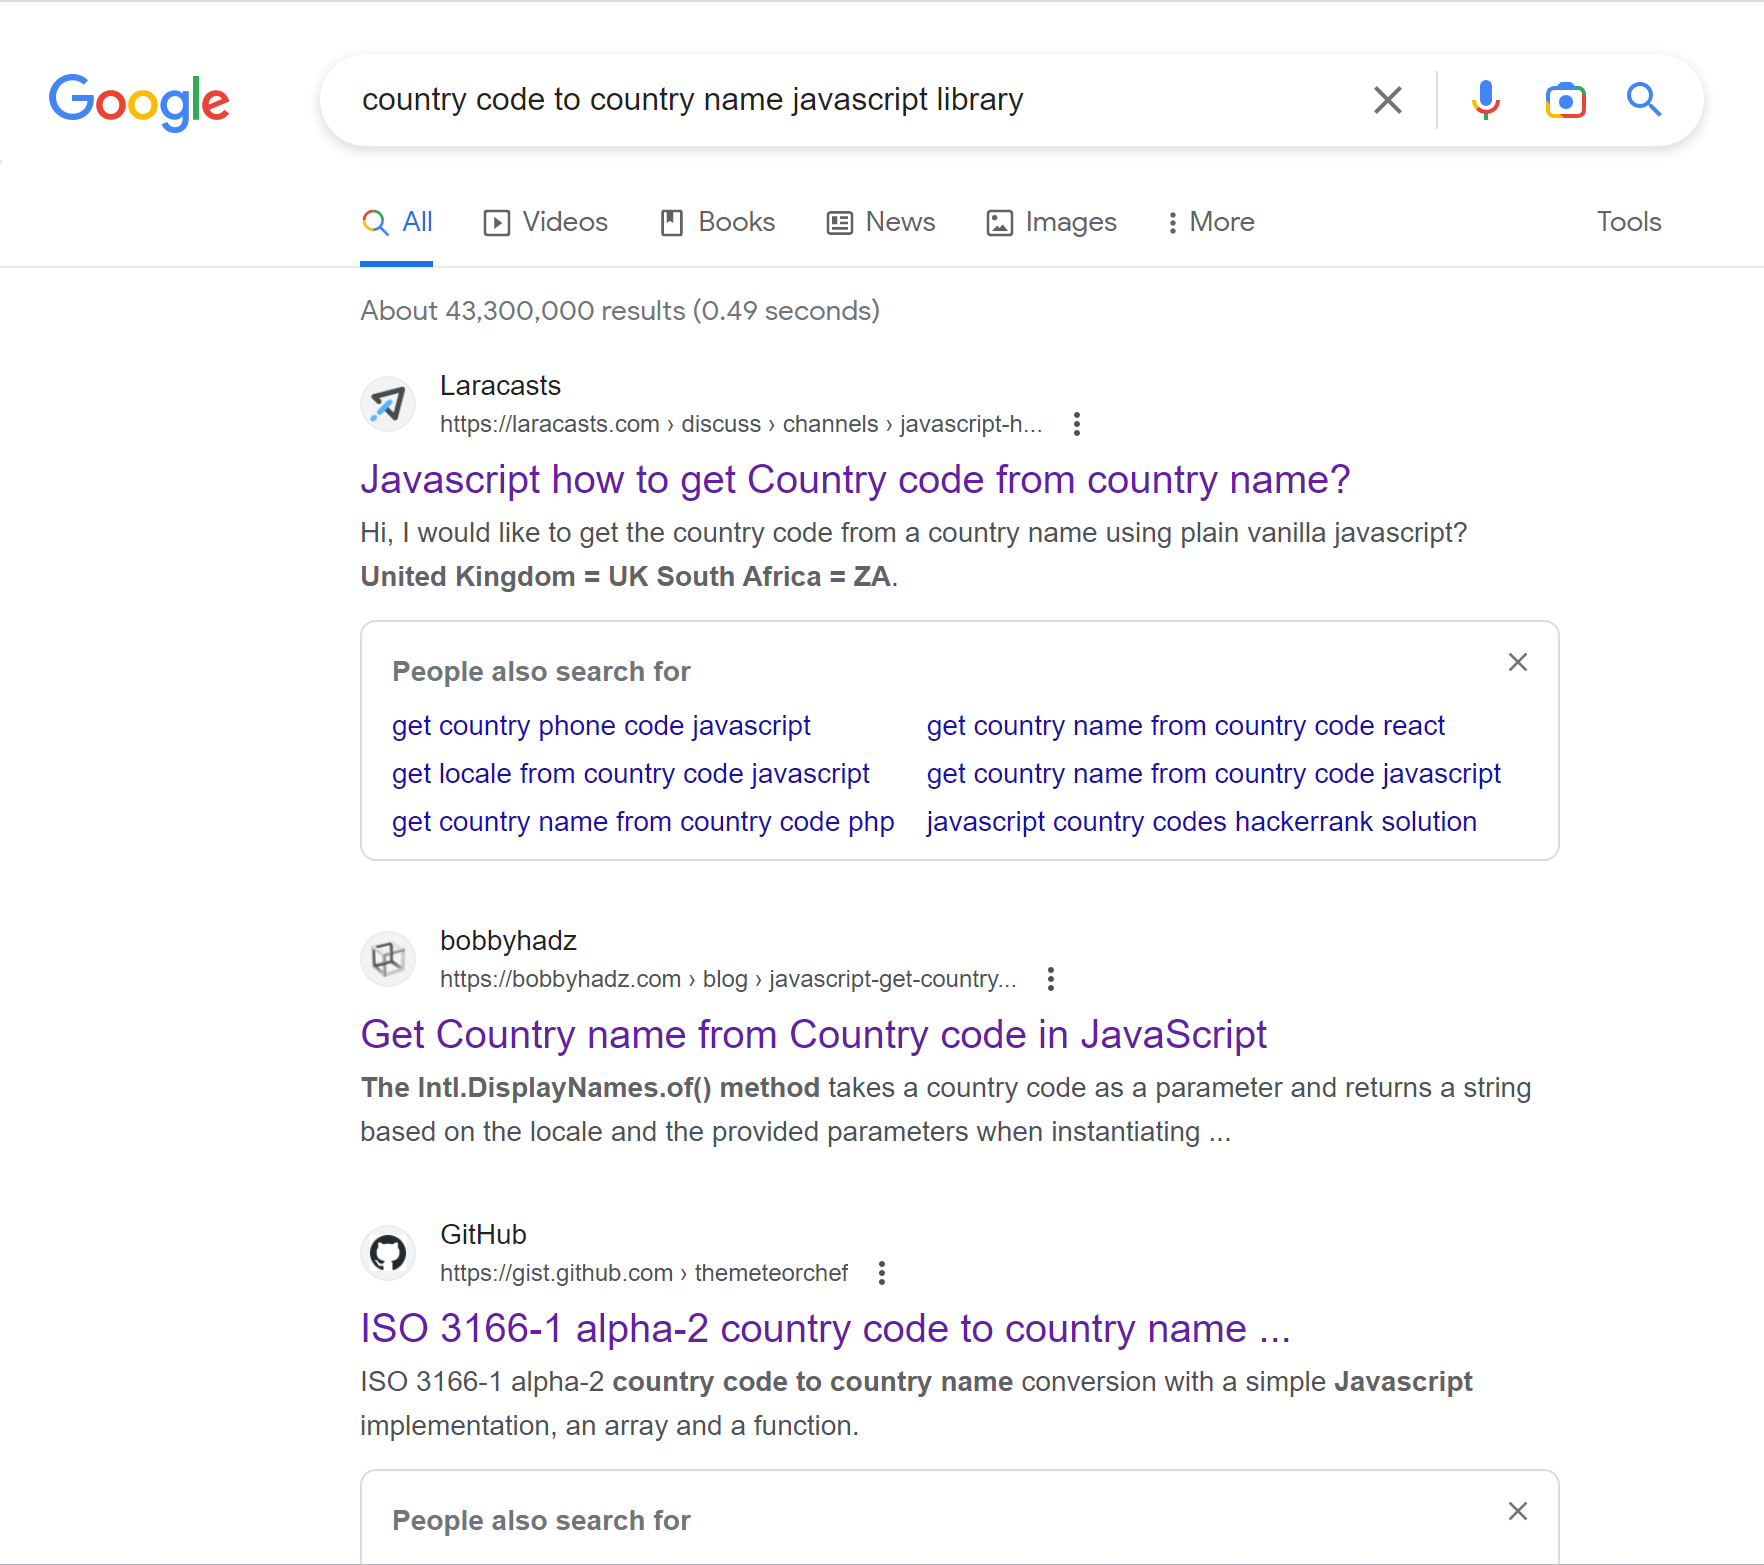 Google
country code to country name javascript library
All
Videos
Books
News
Images
More
Tools
About 43,300,000 results (0.49 seconds)
Laracasts
https://laracasts.com › discuss › channels › javascript-h...
Javascript how to get Country code from country name?
Hi, I would like to get the country code from a country name using plain vanilla javascript?
United Kingdom = UK South Africa = ZA.
People also search for
get country phone code javascript
get country name from country code react
get locale from country code javascript
get country name from country code javascript
get country name from country code php
javascript country codes hackerrank solution
bobbyhadz
https://bobbyhadz.com › blog › javascript-get-country...
Get Country name from Country code in JavaScript
The Intl.DisplayNames.of() method takes a country code as a parameter and returns a string
based on the locale and the provided parameters when instantiating ...
GitHub
https://gist.github.com › themeteorchef
ISO 3166-1 alpha-2 country code to country name ...
ISO 3166-1 alpha-2 country code to country name conversion with a simple Javascript
implementation, an array and a function.
People also search for